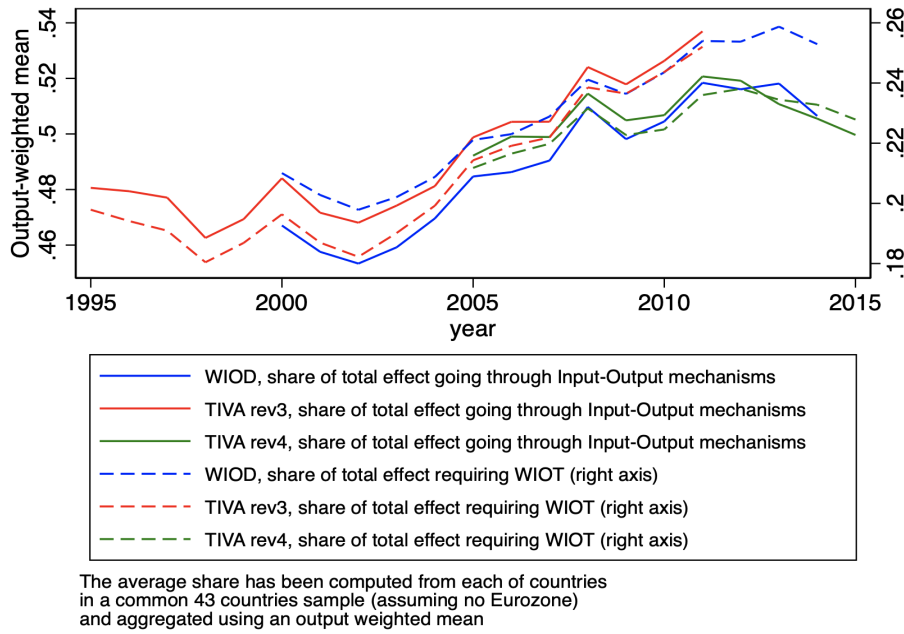 .54
.52
.5
.48
.46
Output-weighted mean
.26
.24
.22
.2
.18
1995
2000
2005
2010
2015
year
WIOD, share of total effect going through Input-Output mechanisms
TIVA rev3, share of total effect going through Input-Output mechanisms
TIVA rev4, share of total effect going through Input-Output mechanisms
WIOD, share of total effect requiring WIOT (right axis)
TIVA rev3, share of total effect requiring WIOT (right axis)
TIVA rev4, share of total effect requiring WIOT (right axis)
The average share has been computed from each of countries
in a common 43 countries sample (assuming no Eurozone)
and aggregated using an output weighted mean